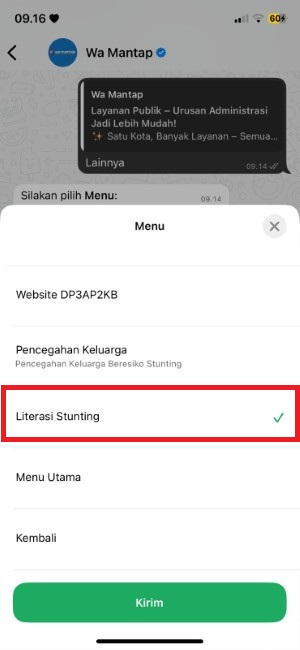 09.16
60
Wa Mantap
Wa Mantap
Layanan Publik – Urusan Administrasi
Jadi Lebih Mudah!
✨ Satu Kota, Banyak Layanan – Semua...
Lainnya
09.14
Silakan pilih Menu:
09.14
Menu
Website DP3AP2KB
Pencegahan Keluarga
Pencegahan Keluarga Beresiko Stunting
Literasi Stunting
Menu Utama
Kembali
Kirim